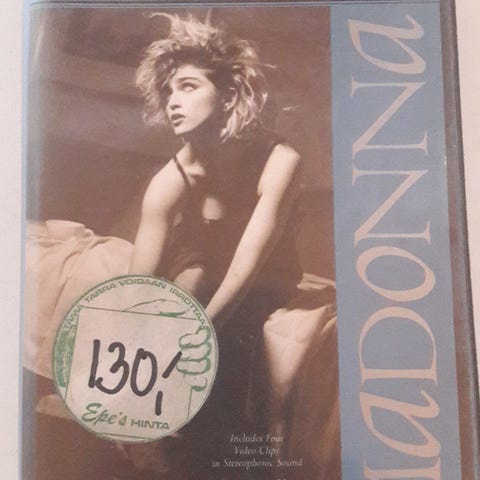 MADONNA
TÄMÄ TARRA VOIDAAN IRROTTAA
130,-
Epe's HINTA
Includes Four
Video Clips
in Stereophonic Sound